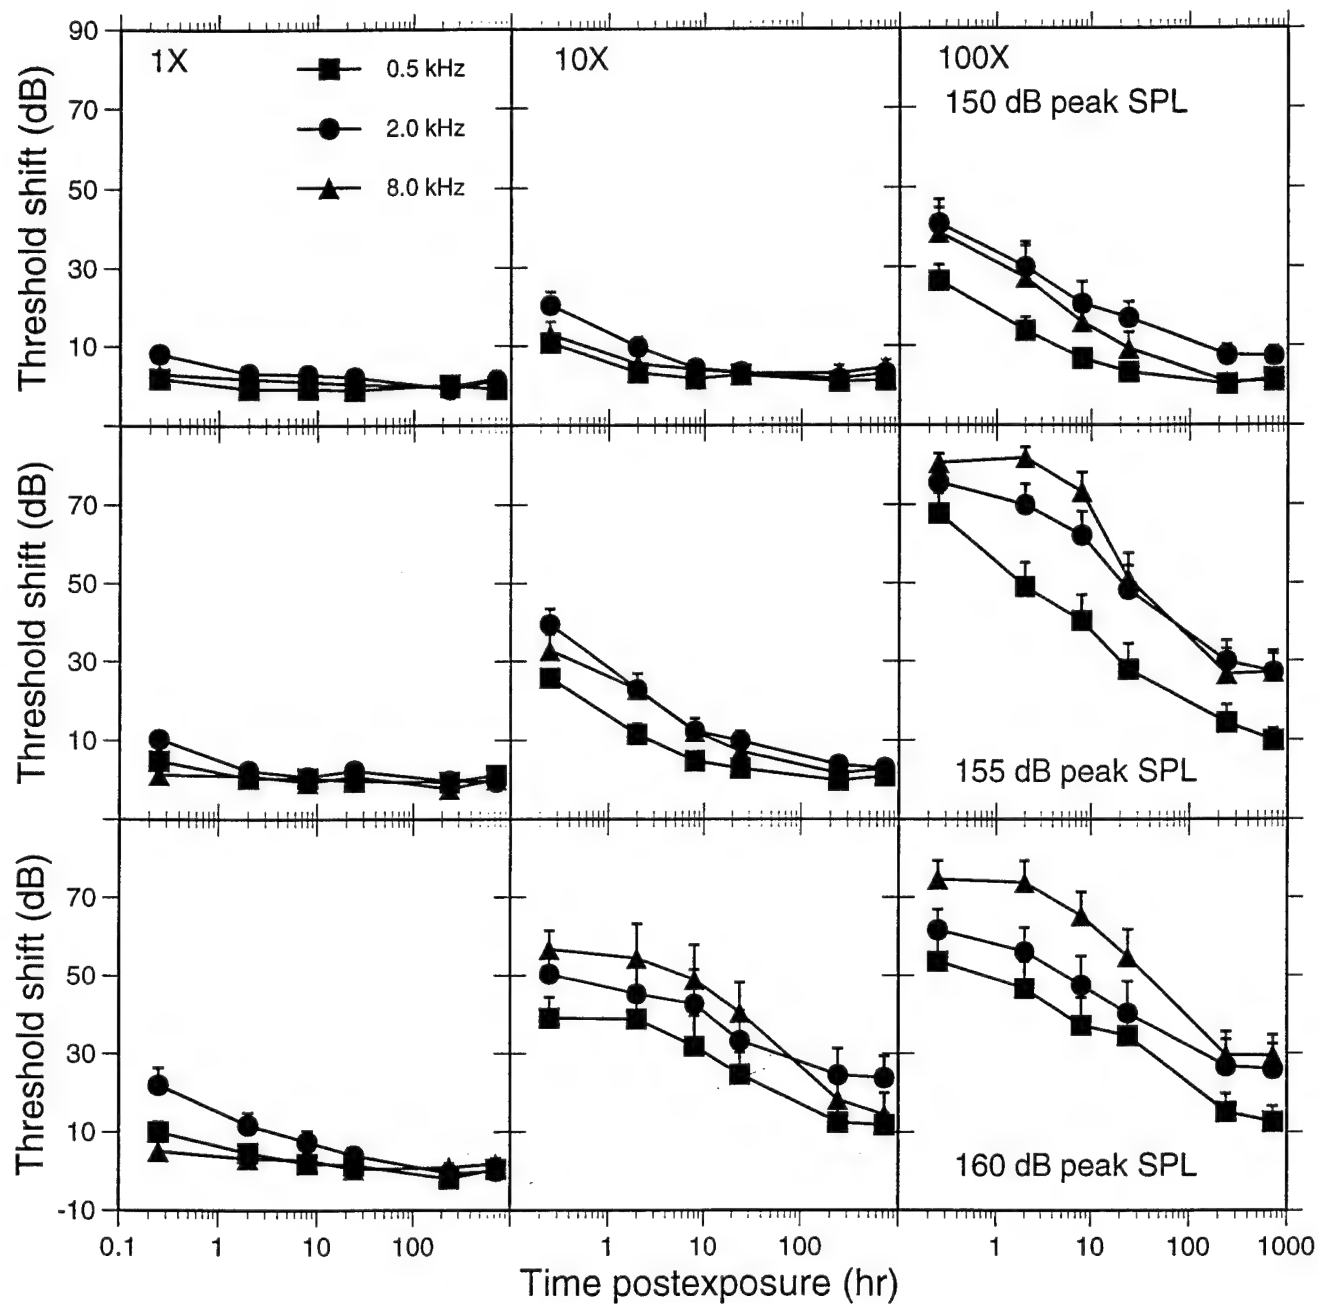 90
1X
0.5 kHz
2.0 kHz
8.0 kHz
10X
100X
150 dB peak SPL
70
50
30
10
Threshold shift (dB)
70
50
30
10
Threshold shift (dB)
155 dB peak SPL
70
50
30
10
-10
Threshold shift (dB)
160 dB peak SPL
0.1 1 10 100 1 10 100 1 10 100 1000
Time postexposure (hr)